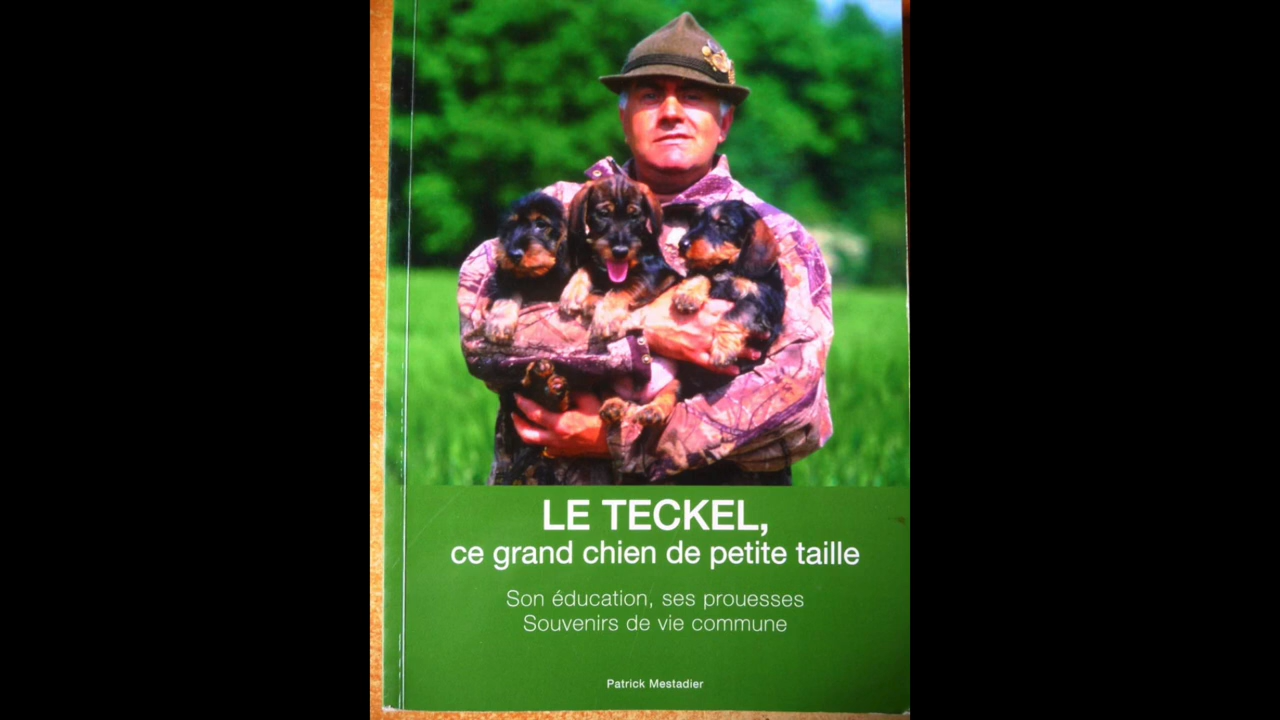 LE TECKEL,
ce grand chien de petite taille
Son éducation, ses prouesses
Souvenirs de vie commune
Patrick Mestadier